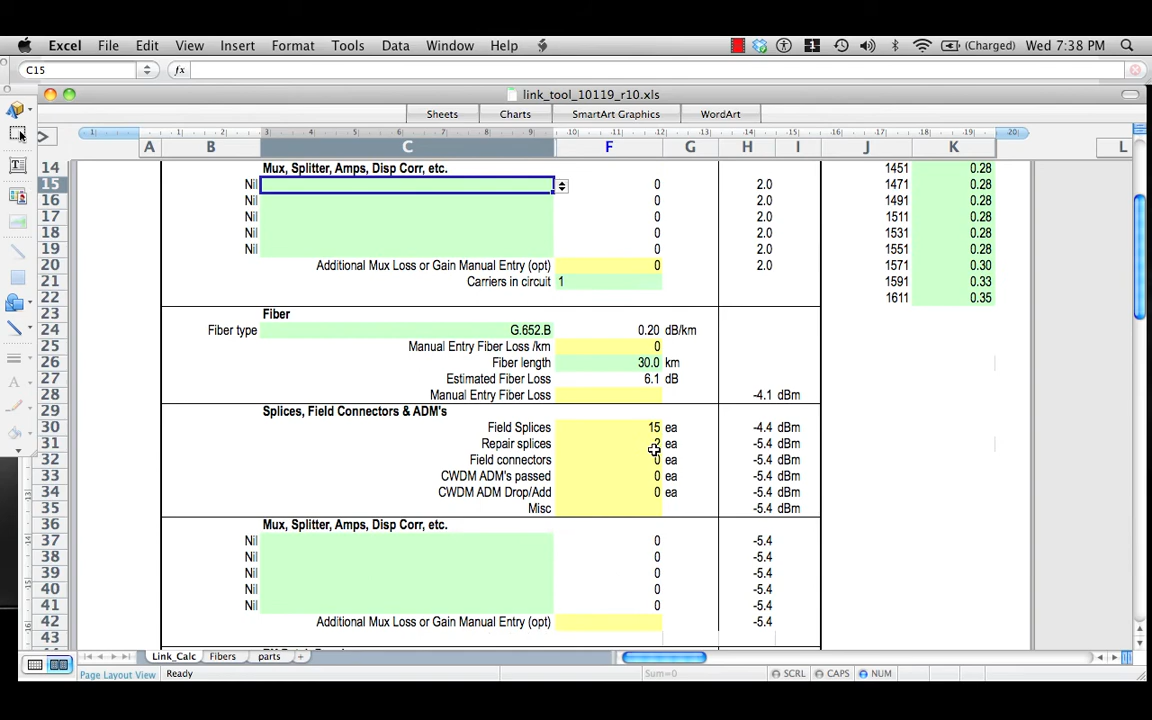 Excel File Edit View Insert Format Tools Data Window Help (Charged) Wed 7:38 PM
C15 fx
link_tool_10119_r10.xls
Sheets Charts SmartArt Graphics WordArt
A B C F G H I J K L
14 Mux, Splitter, Amps, Disp Corr, etc. 1451 0.28
15 Nil 0 2.0 1471 0.28
16 Nil 0 2.0 1491 0.28
17 Nil 0 2.0 1511 0.28
18 Nil 0 2.0 1531 0.28
19 Nil 0 2.0 1551 0.28
20 Additional Mux Loss or Gain Manual Entry (opt) 0 2.0 1571 0.30
21 Carriers in circuit 1 1591 0.33
22 1611 0.35
23 Fiber
24 Fiber type G.652.B 0.20 dB/km
25 Manual Entry Fiber Loss /km 0
26 Fiber length 30.0 km
27 Estimated Fiber Loss 6.1 dB
28 Manual Entry Fiber Loss -4.1 dBm
29 Splices, Field Connectors & ADM's
30 Field Splices 15 ea -4.4 dBm
31 Repair splices ea -5.4 dBm
32 Field connectors 0 ea -5.4 dBm
33 CWDM ADM's passed 0 ea -5.4 dBm
34 CWDM ADM Drop/Add 0 ea -5.4 dBm
35 Misc -5.4 dBm
36 Mux, Splitter, Amps, Disp Corr, etc.
37 Nil 0 -5.4
38 Nil 0 -5.4
39 Nil 0 -5.4
40 Nil 0 -5.4
41 Nil 0 -5.4
42 Additional Mux Loss or Gain Manual Entry (opt) -5.4
43
Link_Calc Fibers parts
Page Layout View Ready Sum=0 SCRL CAPS NUM